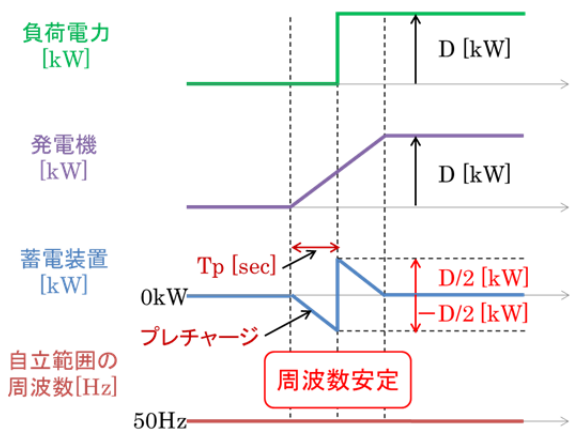 負荷電力
[kW]
D [kW]
発電機
[kW]
D [kW]
蓄電装置
[kW]
Tp [sec]
0kW
D/2 [kW]
−D/2 [kW]
プレチャージ
自立範囲の
周波数[Hz]
周波数安定
50Hz